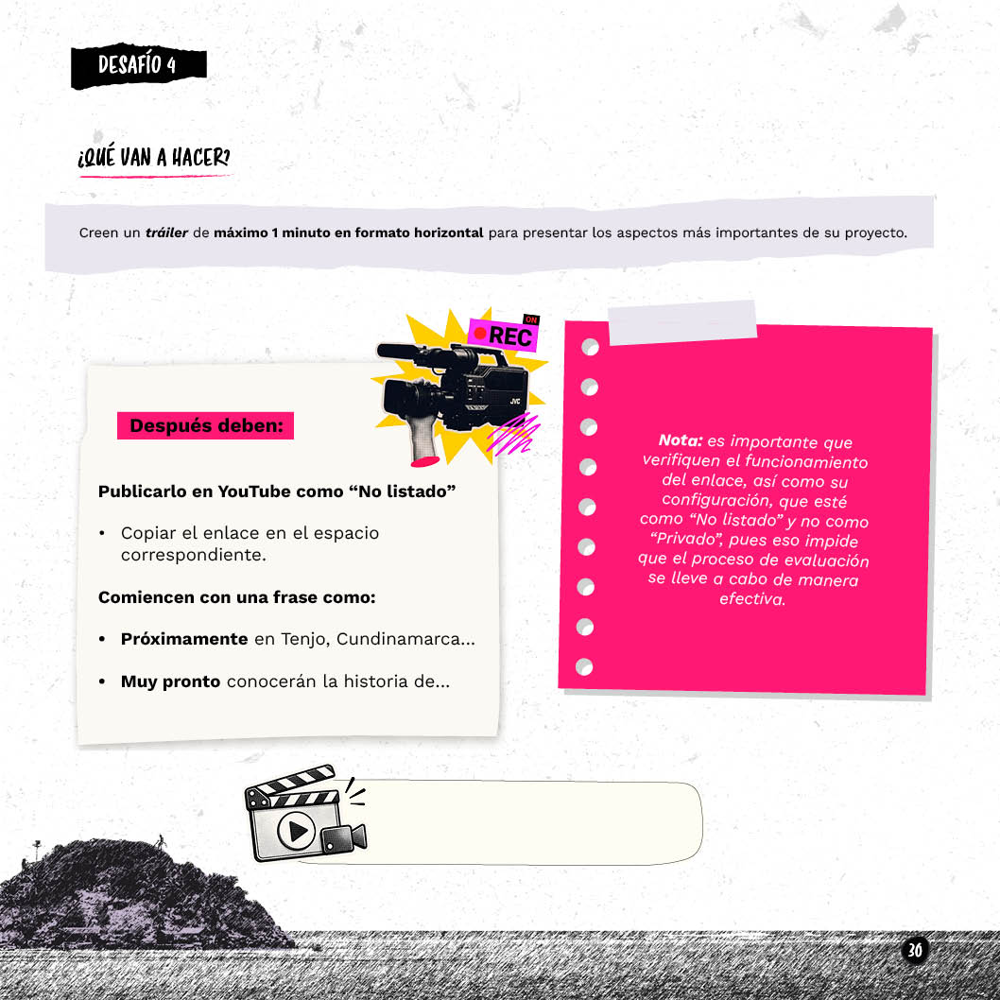 DESAFÍO 4
¿QUÉ VAN A HACER?
Creen un tráiler de máximo 1 minuto en formato horizontal para presentar los aspectos más importantes de su proyecto.
ON
REC
JVC
Después deben:
Publicarlo en YouTube como “No listado”
• Copiar el enlace en el espacio
correspondiente.
Comiencen con una frase como:
• Próximamente en Tenjo, Cundinamarca...
• Muy pronto conocerán la historia de...
Nota: es importante que
verifiquen el funcionamiento
del enlace, así como su
configuración, que esté
como “No listado” y no como
“Privado”, pues eso impide
que el proceso de evaluación
se lleve a cabo de manera
efectiva.
36